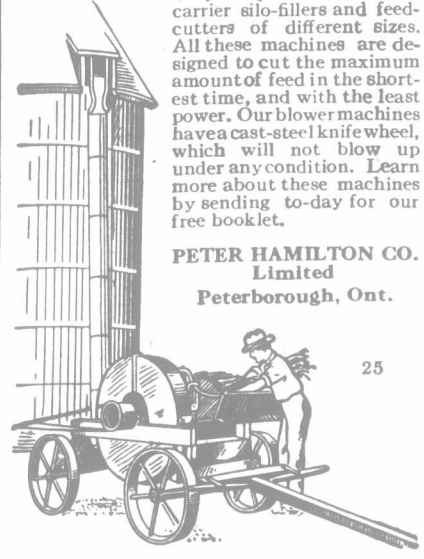 carrier silo-fillers and feed-
cutters of different sizes.
All these machines are de-
signed to cut the maximum
amount of feed in the short-
est time, and with the least
power. Our blower machines
have a cast-steel knife wheel,
which will not blow up
under any condition. Learn
more about these machines
by sending to-day for our
free booklet.
PETER HAMILTON CO.
Limited
Peterborough, Ont.
25